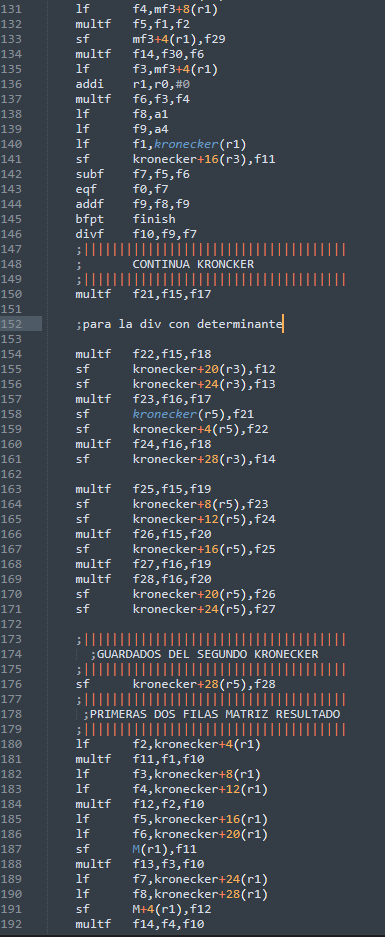 131 lf f4,mf3+8(r1)
132 multf f5,f1,f2
133 sf mf3+4(r1),f29
134 multf f14,f30,f6
135 lf f3,mf3+4(r1)
136 addi r1,r0,#0
137 multf f6,f3,f4
138 lf f8,a1
139 lf f9,a4
140 lf f1,kronecker(r1)
141 sf kronecker+16(r3),f11
142 subf f7,f5,f6
143 eqf f0,f7
144 addf f9,f8,f9
145 bfpt finish
146 divf f10,f9,f7
147 ;|||||||||||||||||||||||||||||||||||||
148 ; CONTINUA KRONCKER
149 ;|||||||||||||||||||||||||||||||||||||
150 multf f21,f15,f17
151
152 ;para la div con determinante
153
154 multf f22,f15,f18
155 sf kronecker+20(r3),f12
156 sf kronecker+24(r3),f13
157 multf f23,f16,f17
158 sf kronecker(r5),f21
159 sf kronecker+4(r5),f22
160 multf f24,f16,f18
161 sf kronecker+28(r3),f14
162
163 multf f25,f15,f19
164 sf kronecker+8(r5),f23
165 sf kronecker+12(r5),f24
166 multf f26,f15,f20
167 sf kronecker+16(r5),f25
168 multf f27,f16,f19
169 multf f28,f16,f20
170 sf kronecker+20(r5),f26
171 sf kronecker+24(r5),f27
172
173 ;|||||||||||||||||||||||||||||||||||||
174 ;GUARDADOS DEL SEGUNDO KRONECKER
175 ;|||||||||||||||||||||||||||||||||||||
176 sf kronecker+28(r5),f28
177 ;|||||||||||||||||||||||||||||||||||||
178 ;PRIMERAS DOS FILAS MATRIZ RESULTADO
179 ;|||||||||||||||||||||||||||||||||||||
180 lf f2,kronecker+4(r1)
181 multf f11,f1,f10
182 lf f3,kronecker+8(r1)
183 lf f4,kronecker+12(r1)
184 multf f12,f2,f10
185 lf f5,kronecker+16(r1)
186 lf f6,kronecker+20(r1)
187 sf M(r1),f11
188 multf f13,f3,f10
189 lf f7,kronecker+24(r1)
190 lf f8,kronecker+28(r1)
191 sf M+4(r1),f12
192 multf f14,f4,f10